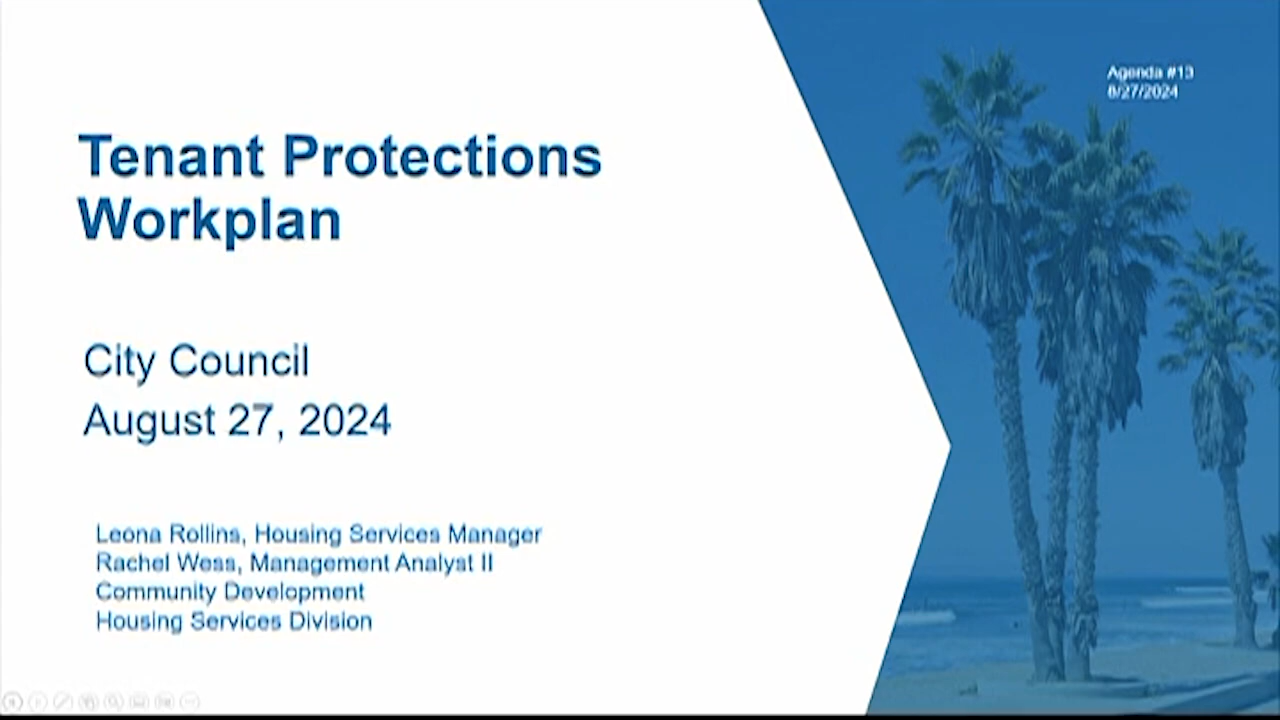 Agenda #13
8/27/2024
Tenant Protections
Workplan
City Council
August 27, 2024
Leona Rollins, Housing Services Manager
Rachel Wess, Management Analyst II
Community Development
Housing Services Division